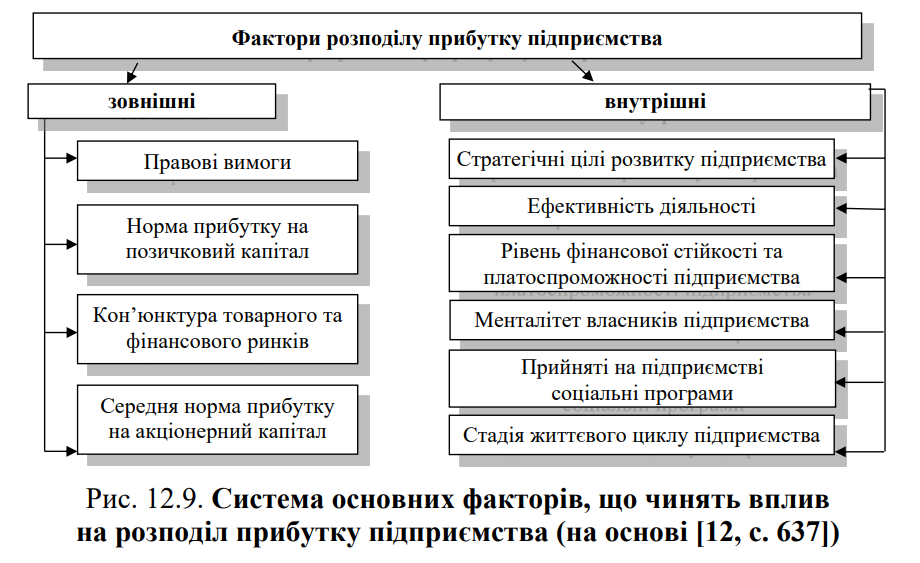 Фактори розподілу прибутку підприємства
зовнішні
Правові вимоги
Норма прибутку на
позичковий капітал
Кон’юнктура товарного та
фінансового ринків
Середня норма прибутку
на акціонерний капітал
внутрішні
Стратегічні цілі розвитку підприємства
Ефективність діяльності
Рівень фінансової стійкості та
платоспроможності підприємства
Менталітет власників підприємства
Прийняті на підприємстві
соціальні програми
Стадія життєвого циклу підприємства
Рис. 12.9. Система основних факторів, що чинять вплив
на розподіл прибутку підприємства (на основі [12, с. 637])